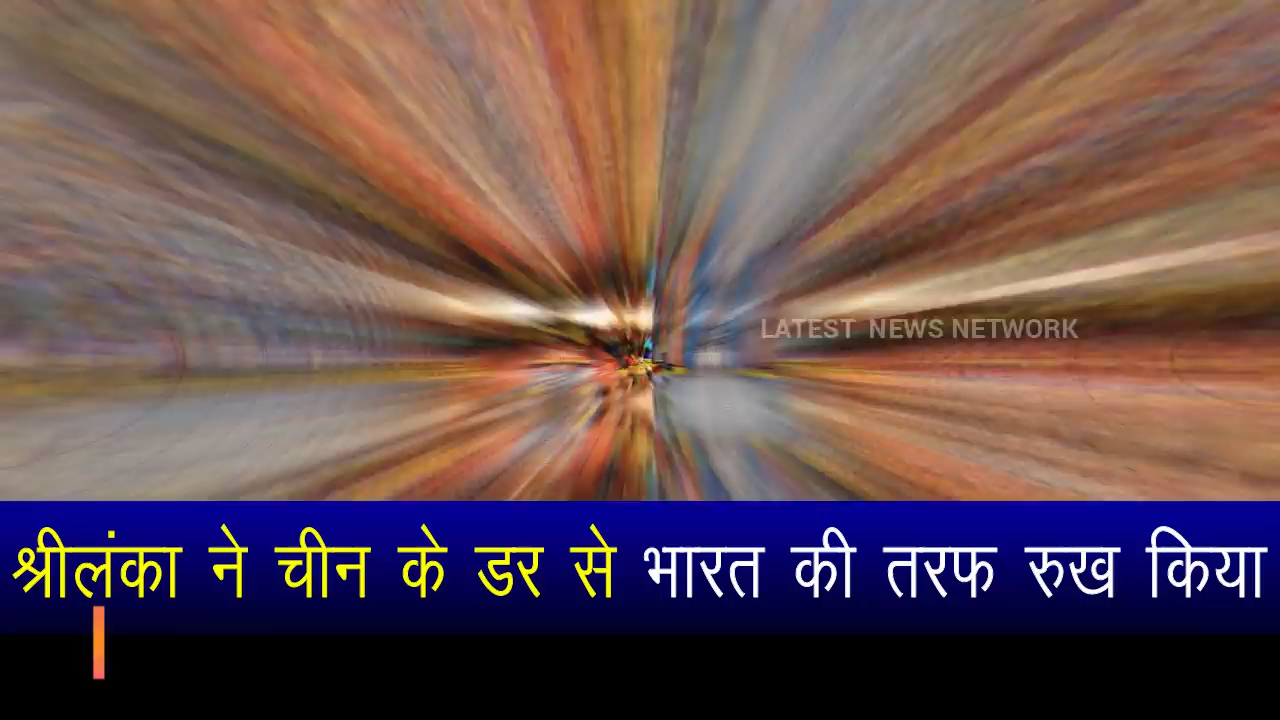 LATEST NEWS NETWORK
श्रीलंका ने चीन के डर से भारत की तरफ रुख किया